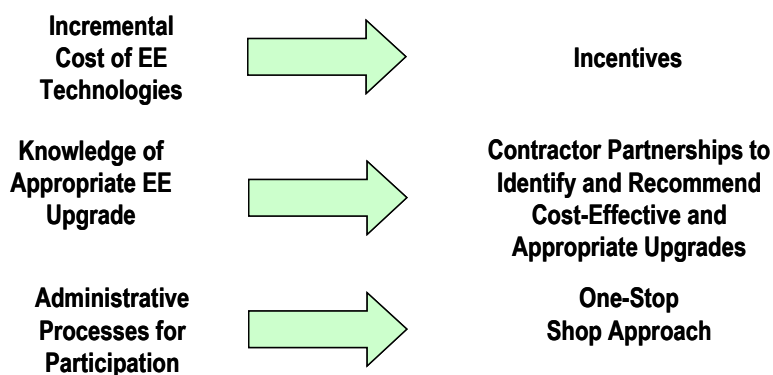 Incremental
Cost of EE
Technologies
Incentives
Knowledge of
Appropriate EE
Upgrade
Contractor Partnerships to
Identify and Recommend
Cost-Effective and
Appropriate Upgrades
Administrative
Processes for
Participation
One-Stop
Shop Approach